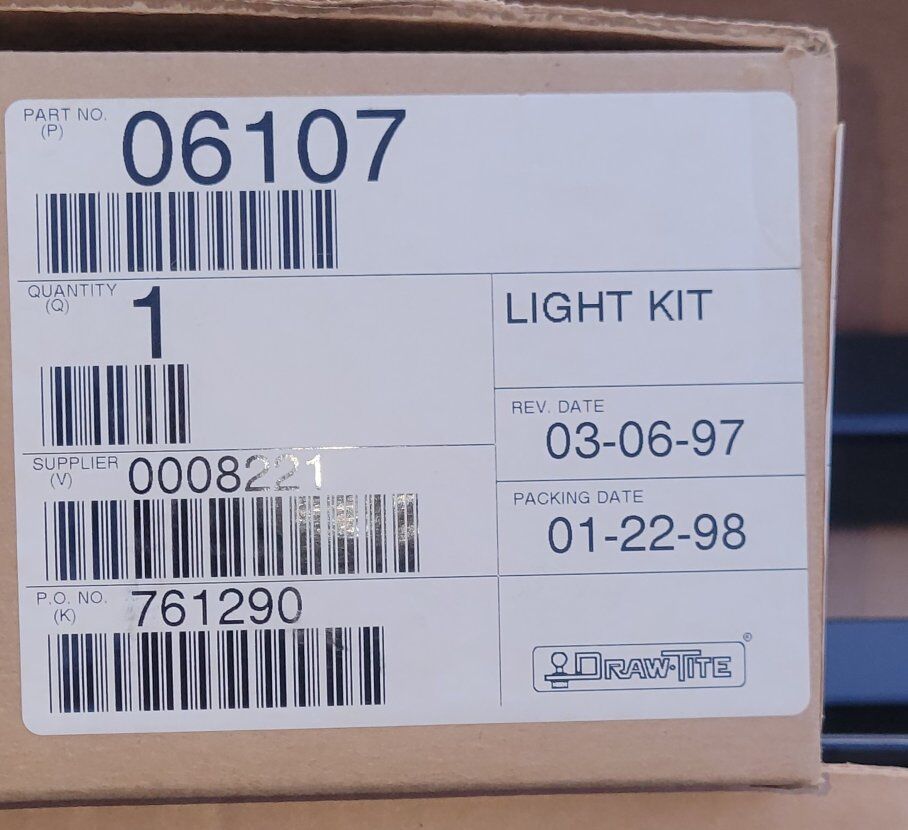 PART NO.
(P)
06107
QUANTITY
(Q)
1
LIGHT KIT
REV. DATE
03-06-97
SUPPLIER
(V)
0008221
PACKING DATE
01-22-98
P.O. NO.
(K)
761290
DRAW·TITE ®